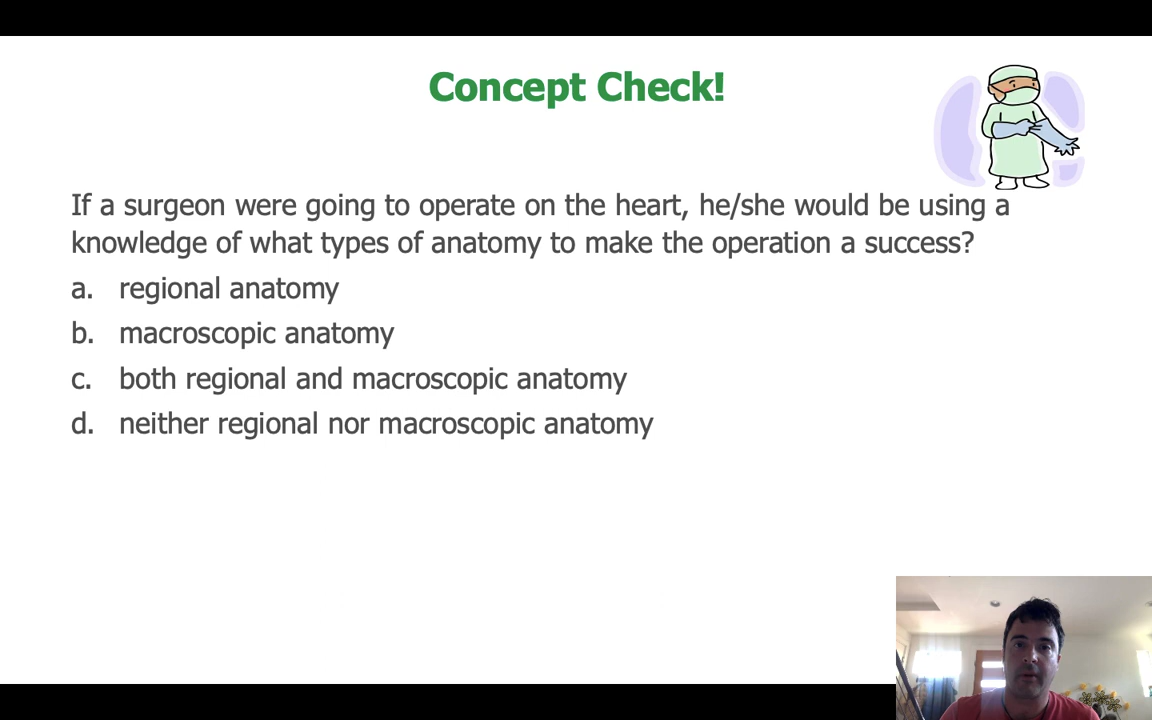 Concept Check!
If a surgeon were going to operate on the heart, he/she would be using a
knowledge of what types of anatomy to make the operation a success?
a. regional anatomy
b. macroscopic anatomy
c. both regional and macroscopic anatomy
d. neither regional nor macroscopic anatomy